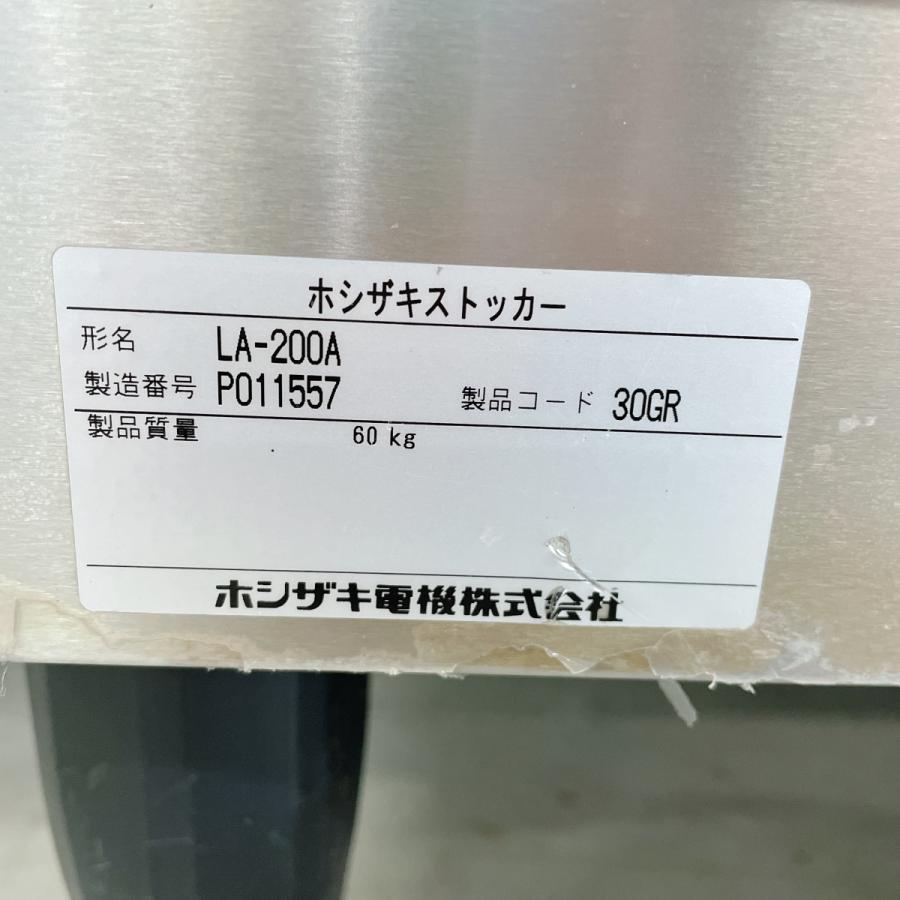 ホシザキストッカー
形名 LA-200A
製造番号 P011557 製品コード 30GR
製品質量 60 kg
ホシザキ電機株式会社